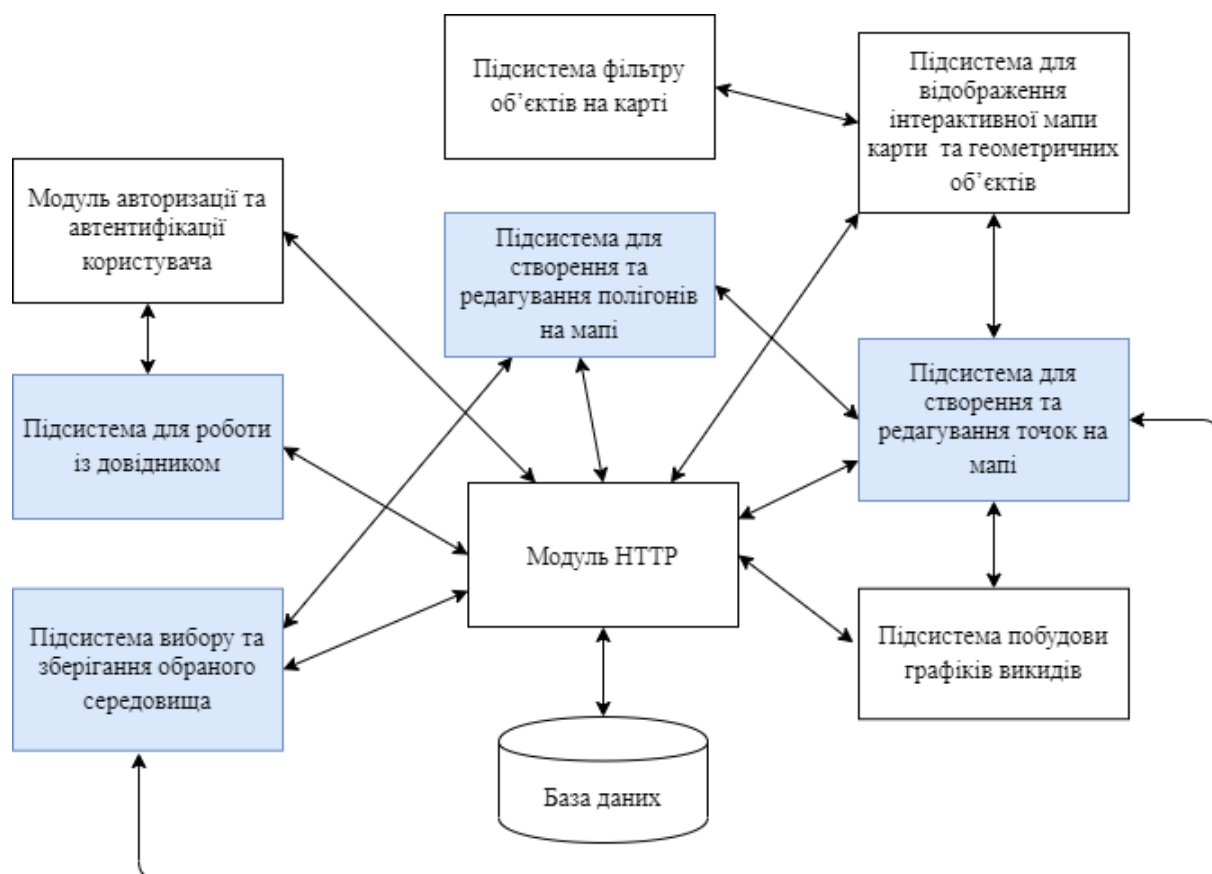 Підсистема фільтру
об’єктів на карті
Підсистема для
відображення
інтерактивної мапи
карти та геометричних
об’єктів
Модуль авторизації та
автентифікації
користувача
Підсистема для
створення та
редагування полігонів
на мапі
Підсистема для
створення та
редагування точок на
мапі
Підсистема для роботи
із довідником
Модуль HTTP
Підсистема вибору та
зберігання обраного
середовища
Підсистема побудови
графіків викидів
База даних